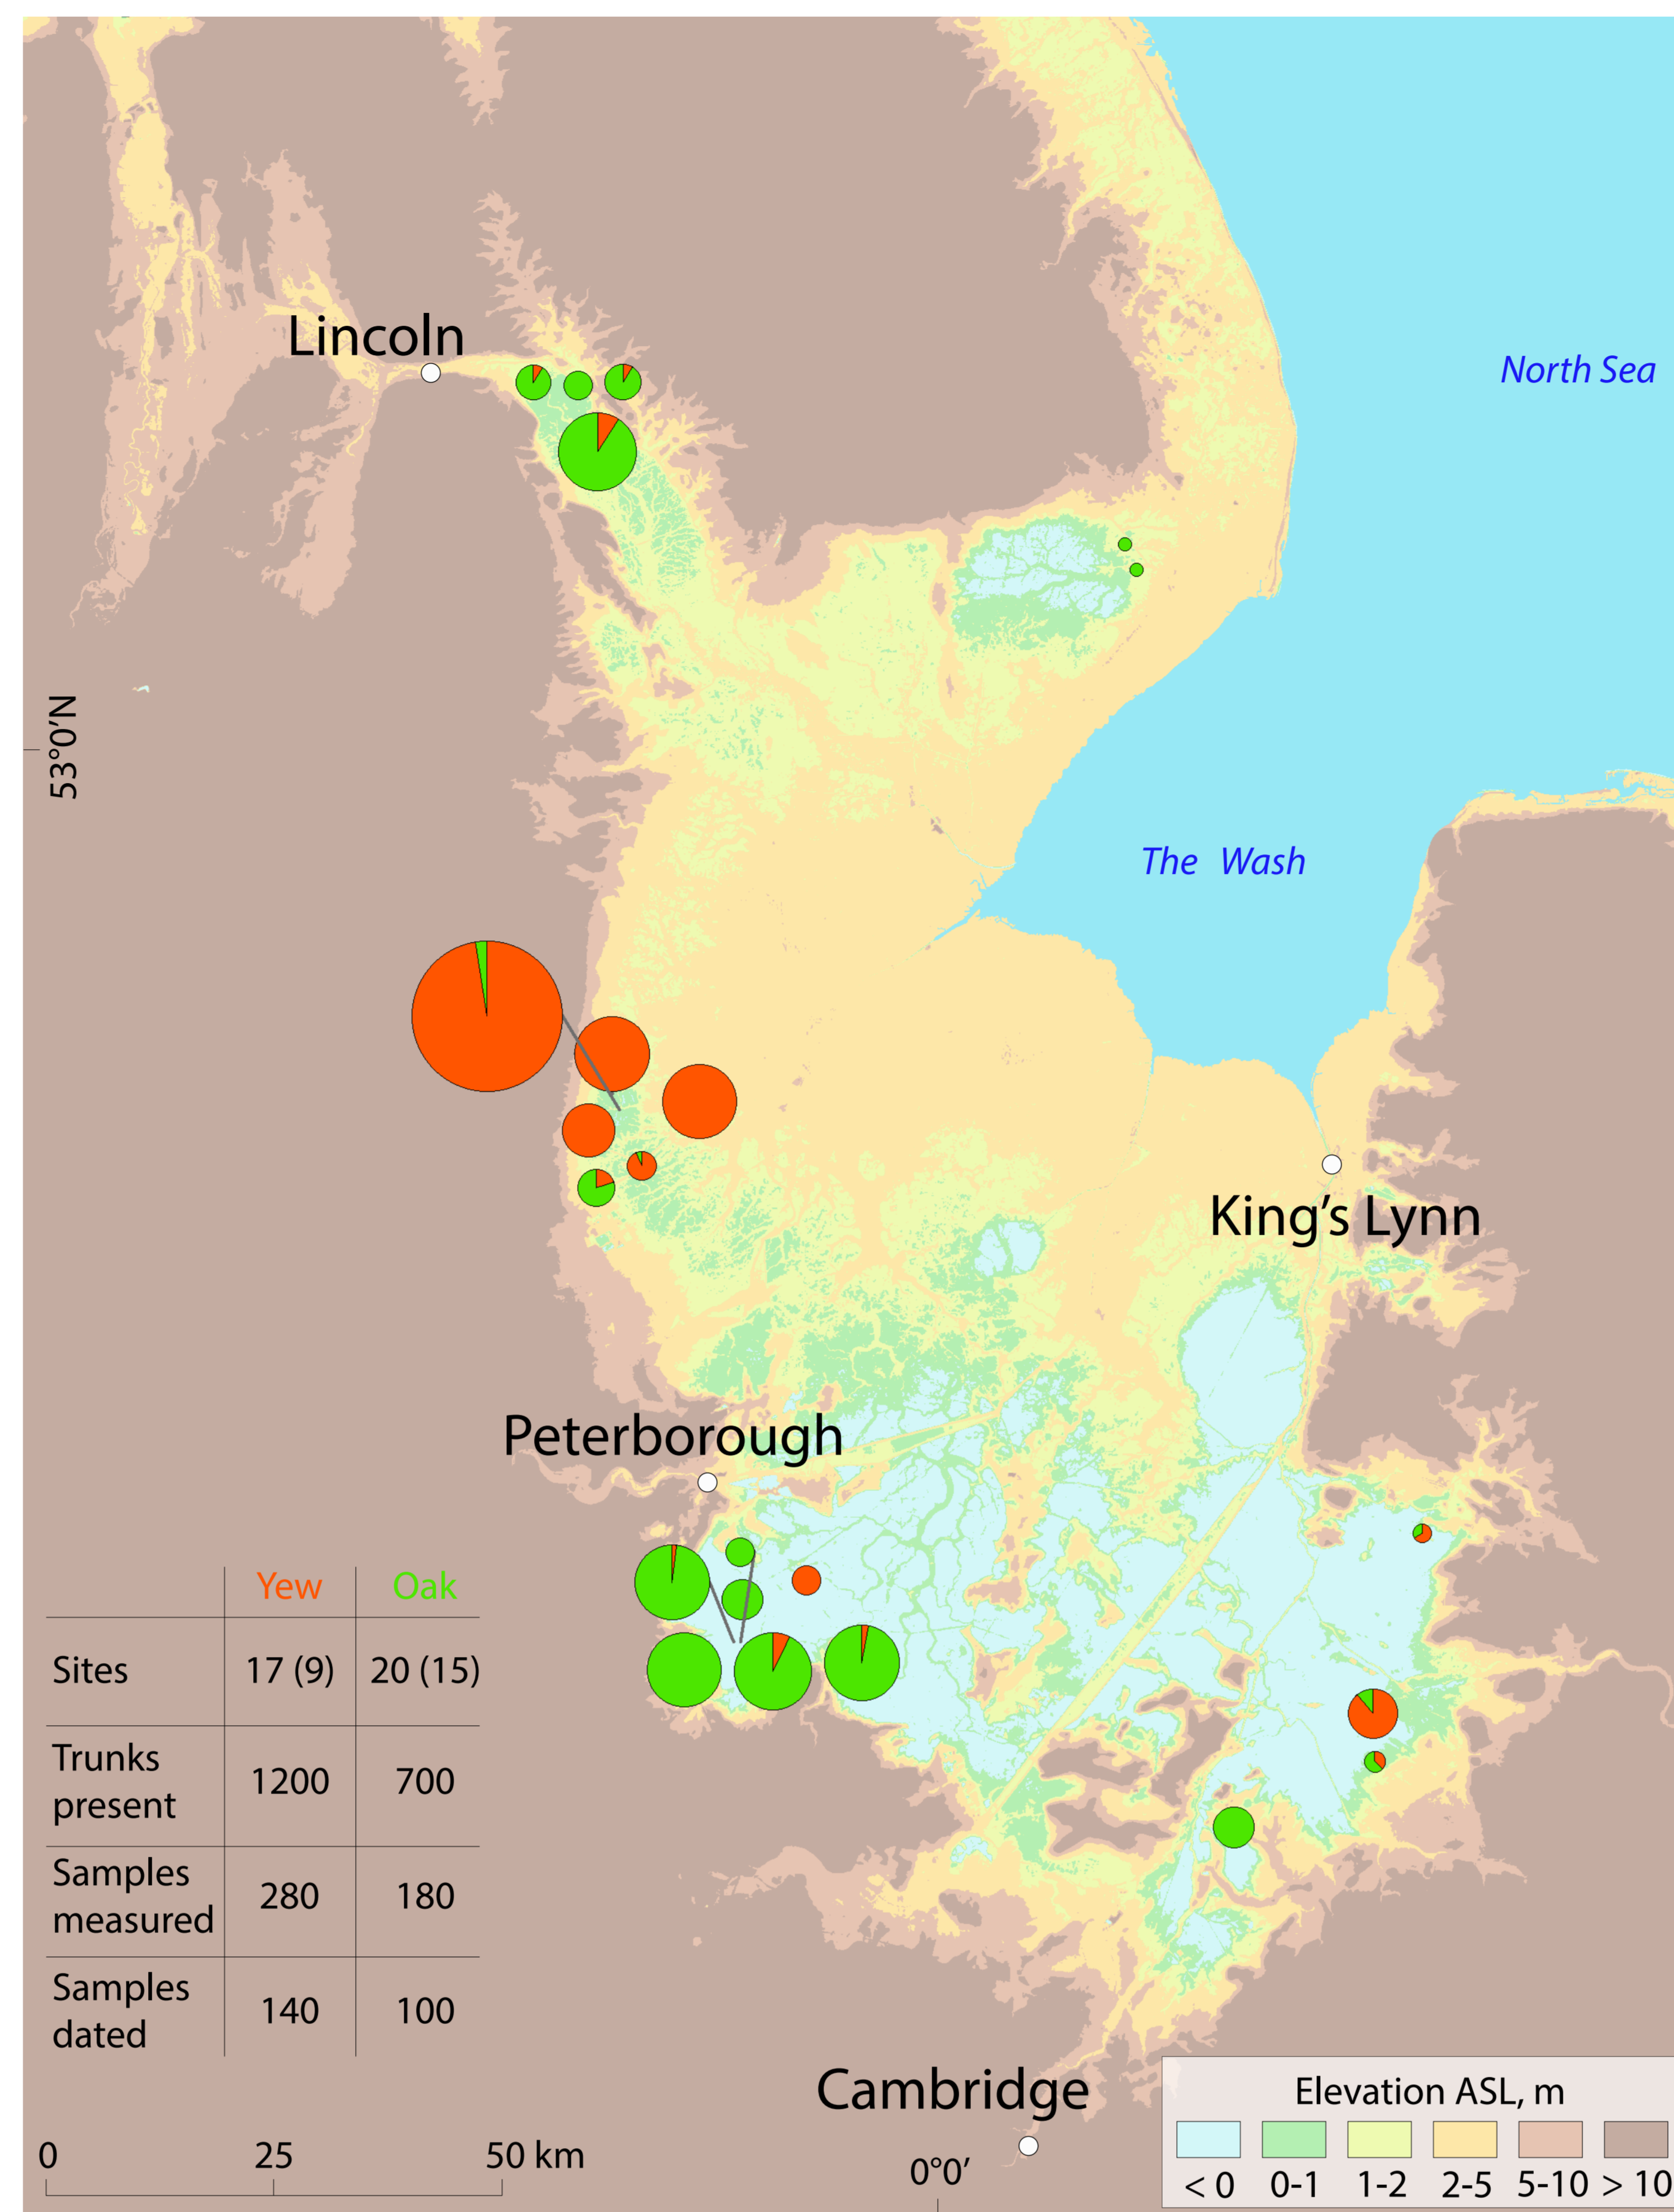 Lincoln
North Sea
53°0′N
The Wash
King's Lynn
Peterborough
Yew Oak
Sites 17 (9) 20 (15)
Trunks
present 1200 700
Samples
measured 280 180
Samples
dated 140 100
Cambridge
0 25 50 km
0°0′
Elevation ASL, m
< 0 0-1 1-2 2-5 5-10 > 10